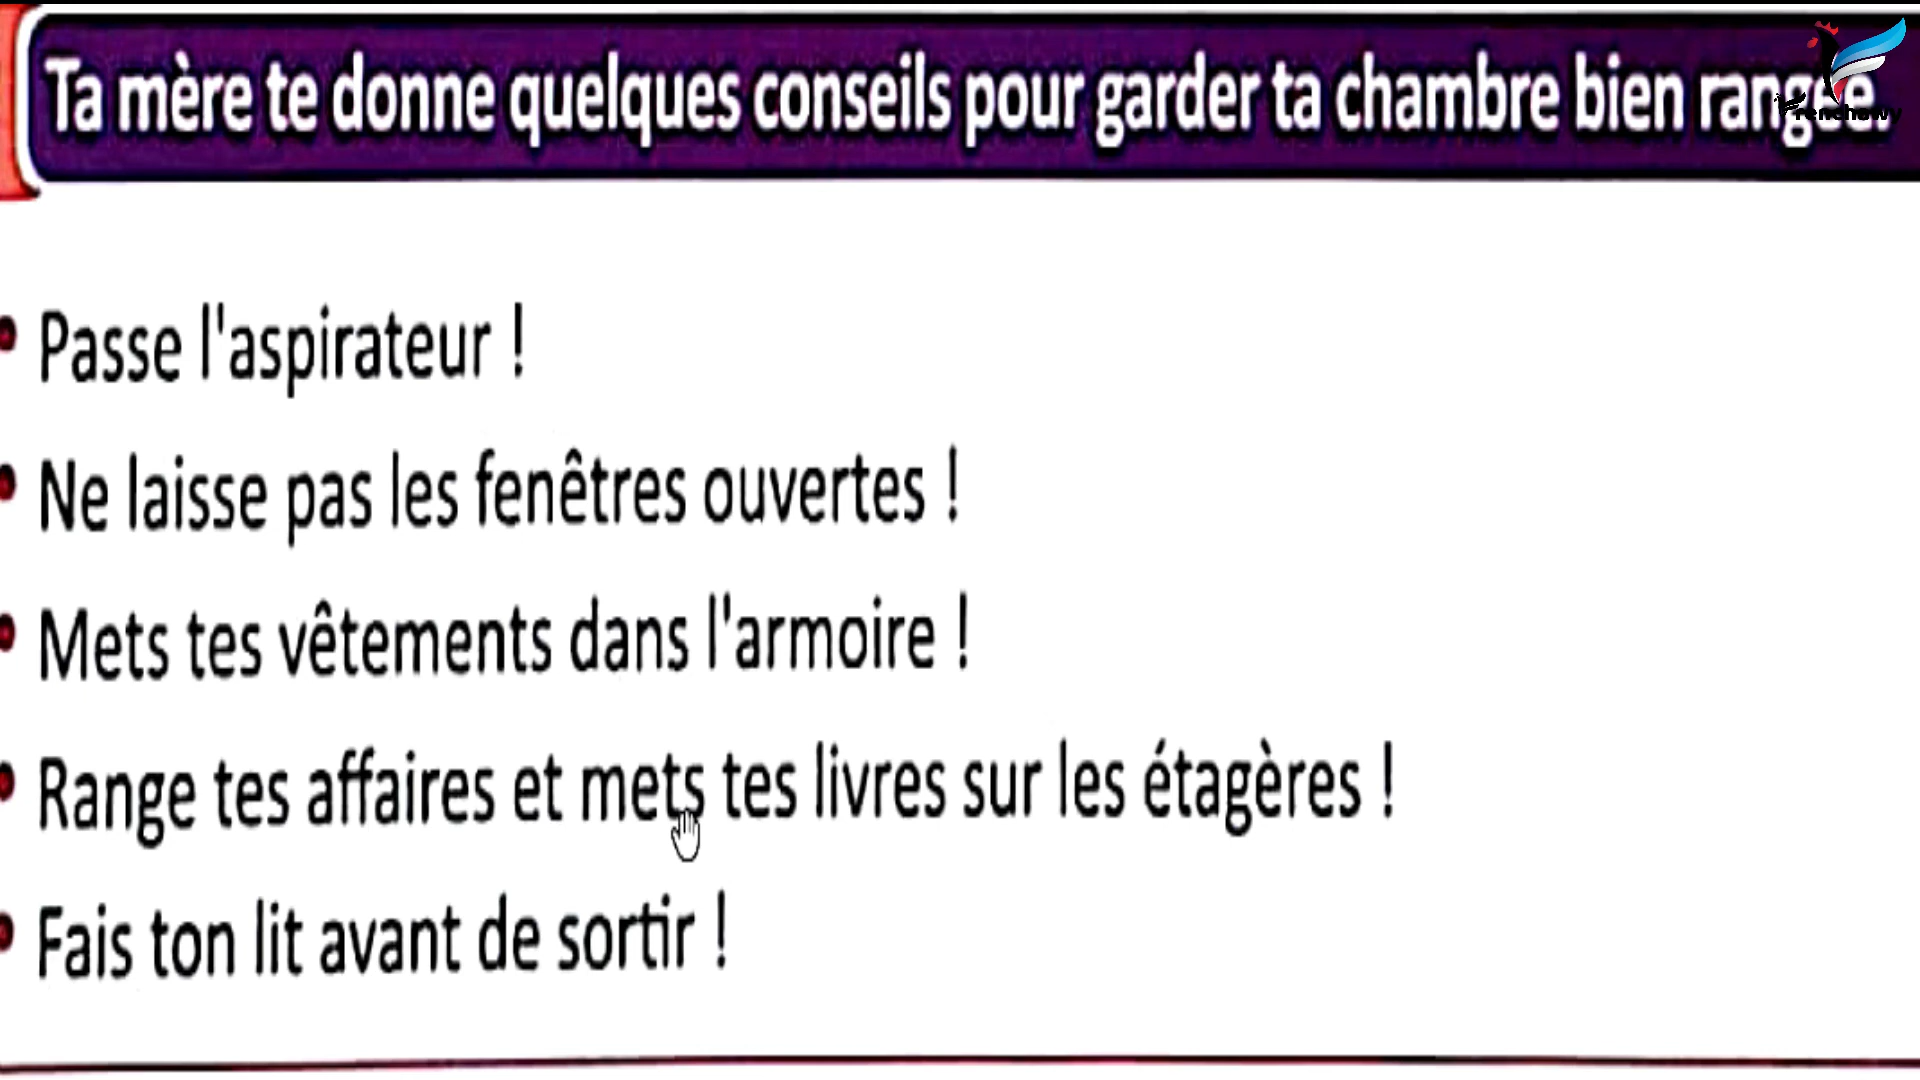 Ta mère te donne quelques conseils pour garder ta chambre bien rangée.
Frenchawy
• Passe l'aspirateur !
• Ne laisse pas les fenêtres ouvertes !
• Mets tes vêtements dans l'armoire !
• Range tes affaires et mets tes livres sur les étagères !
• Fais ton lit avant de sortir !